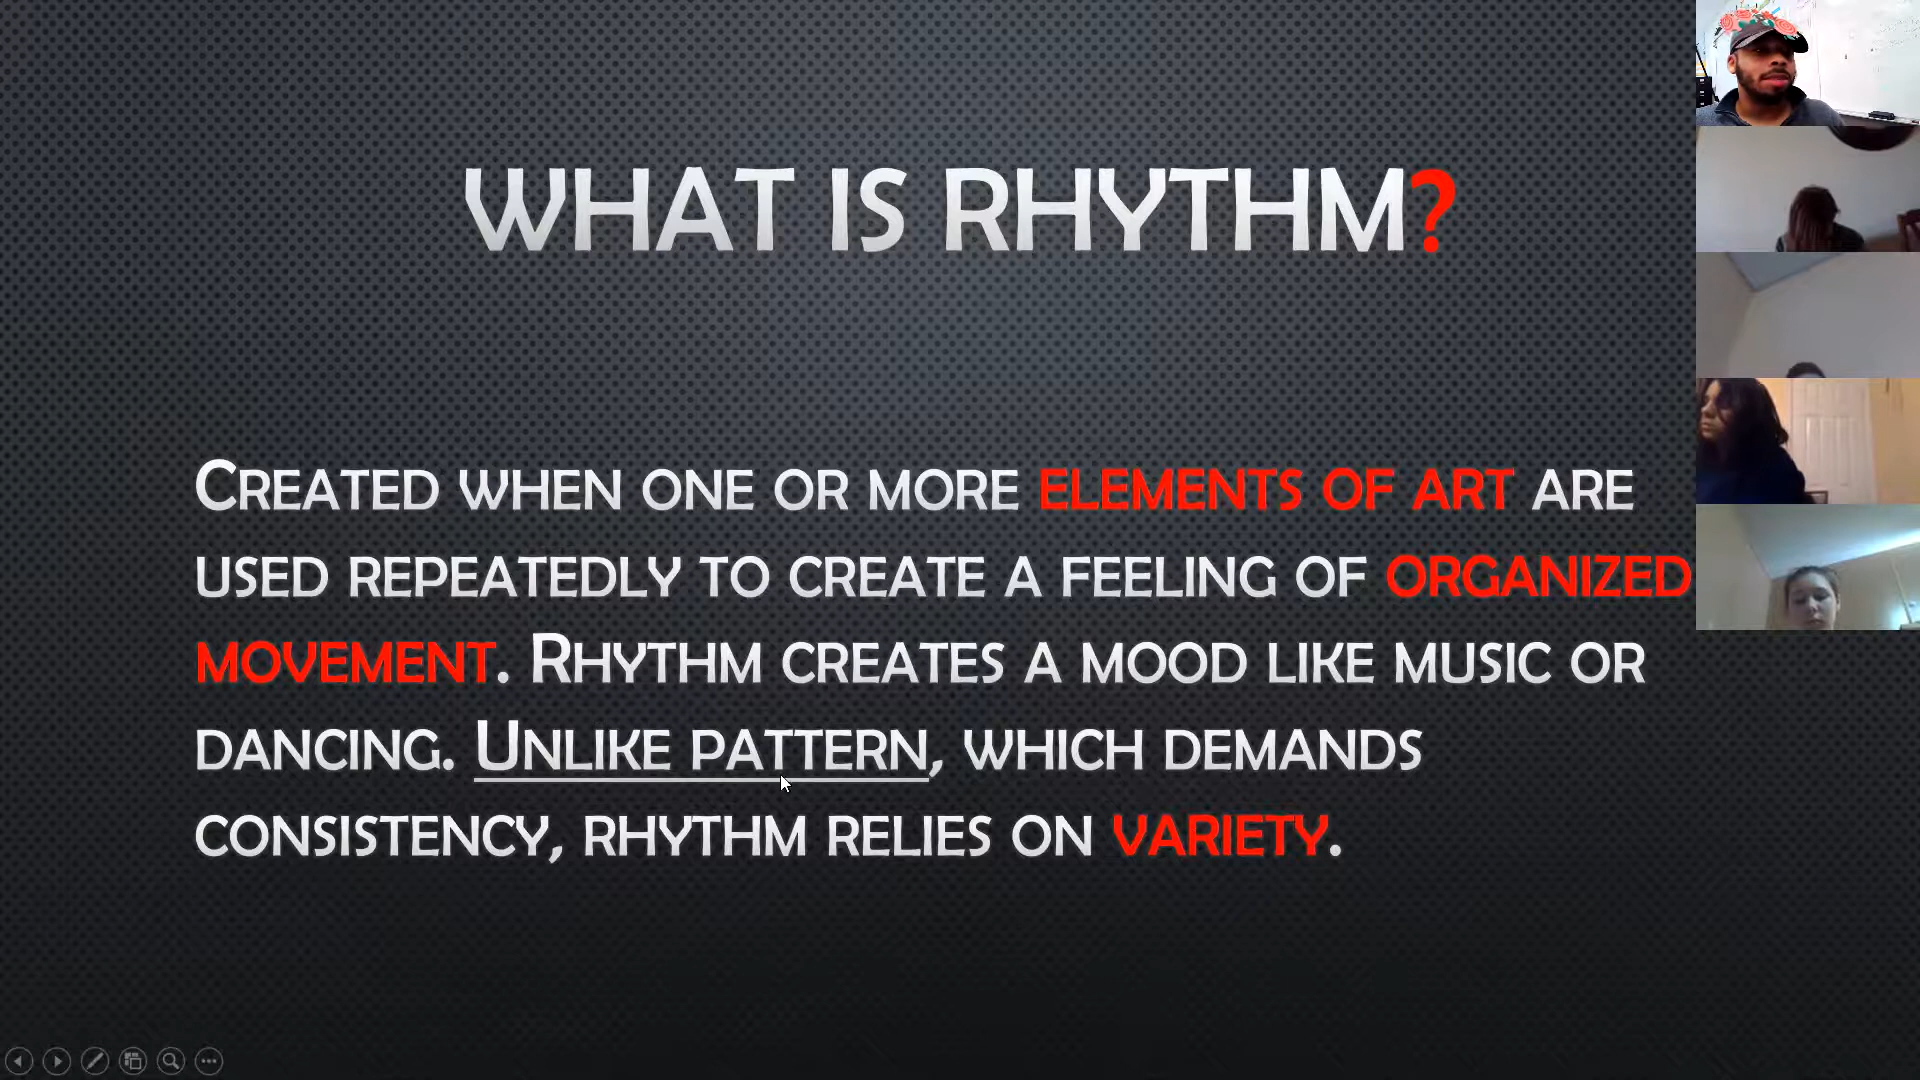 WHAT IS RHYTHM?
CREATED WHEN ONE OR MORE ELEMENTS OF ART ARE
USED REPEATEDLY TO CREATE A FEELING OF ORGANIZED
MOVEMENT. RHYTHM CREATES A MOOD LIKE MUSIC OR
DANCING. UNLIKE PATTERN, WHICH DEMANDS
CONSISTENCY, RHYTHM RELIES ON VARIETY.